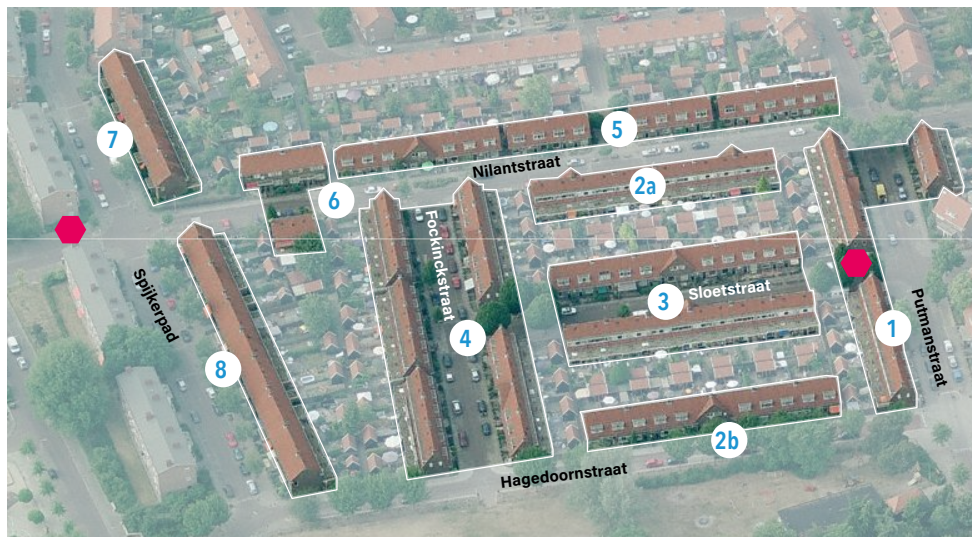 7
5
Nilantstraat
2a
6
Fockinckstraat
Spijkerpad
3
Sloetstraat
4
1
Putmanstraat
8
2b
Hagedoornstraat